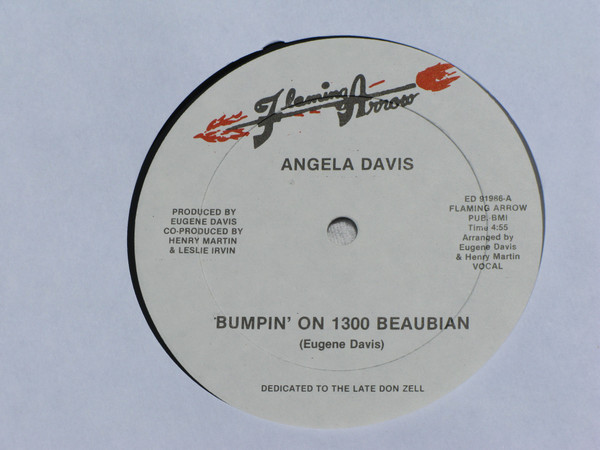 Flaming Arrow
ANGELA DAVIS
PRODUCED BY
EUGENE DAVIS
CO-PRODUCED BY
HENRY MARTIN
& LESLIE IRVIN
ED 91966-A
FLAMING ARROW
PUB. BMI
Time 4:55
Arranged by
Eugene Davis
& Henry Martin
VOCAL
BUMPIN' ON 1300 BEAUBIAN
(Eugene Davis)
DEDICATED TO THE LATE DON ZELL